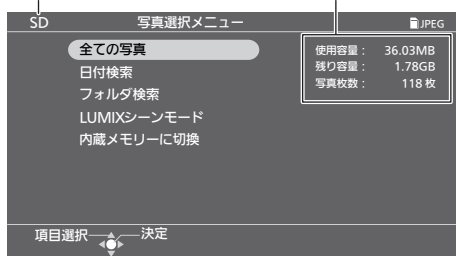 SD 写真選択メニュー JPEG
全ての写真
日付検索
フォルダ検索
LUMIXシーンモード
内蔵メモリーに切換
使用容量： 36.03MB
残り容量： 1.78GB
写真枚数： 118 枚
項目選択 決定